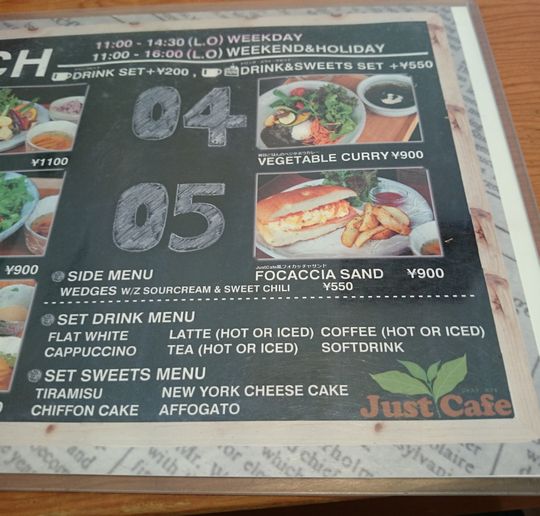 CH
11:00 - 14:30 (L.O) WEEKDAY
11:00 - 16:00 (L.O) WEEKEND&HOLIDAY
DRINK SET+¥200 , DRINK&SWEETS SET +¥550
04
¥1100
VEGETABLE CURRY ¥900
05
¥900
FOCACCIA SAND ¥900
SIDE MENU
WEDGES W/Z SOURCREAM & SWEET CHILI ¥550
SET DRINK MENU
FLAT WHITE LATTE (HOT OR ICED) COFFEE (HOT OR ICED)
CAPPUCCINO TEA (HOT OR ICED) SOFTDRINK
SET SWEETS MENU
TIRAMISU NEW YORK CHEESE CAKE
CHIFFON CAKE AFFOGATO
Just Cafe